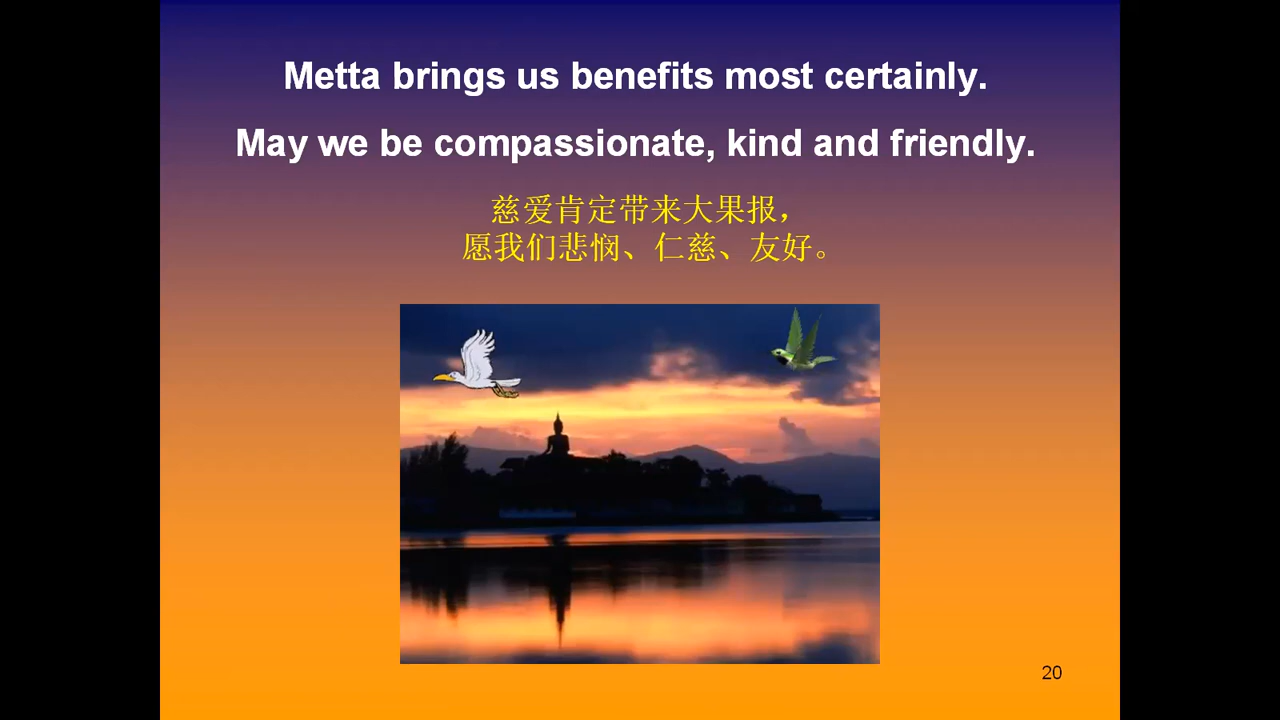 Metta brings us benefits most certainly.
May we be compassionate, kind and friendly.
慈爱肯定带来大果报，
愿我们悲悯、仁慈、友好。
20